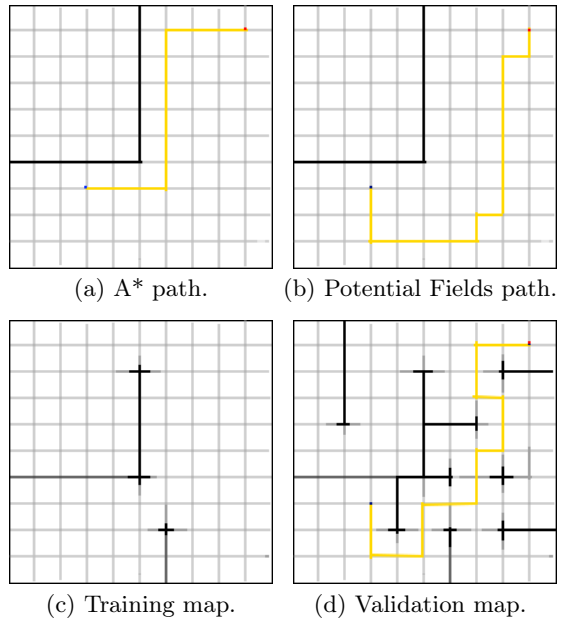 (a) A* path.
(b) Potential Fields path.
(c) Training map.
(d) Validation map.